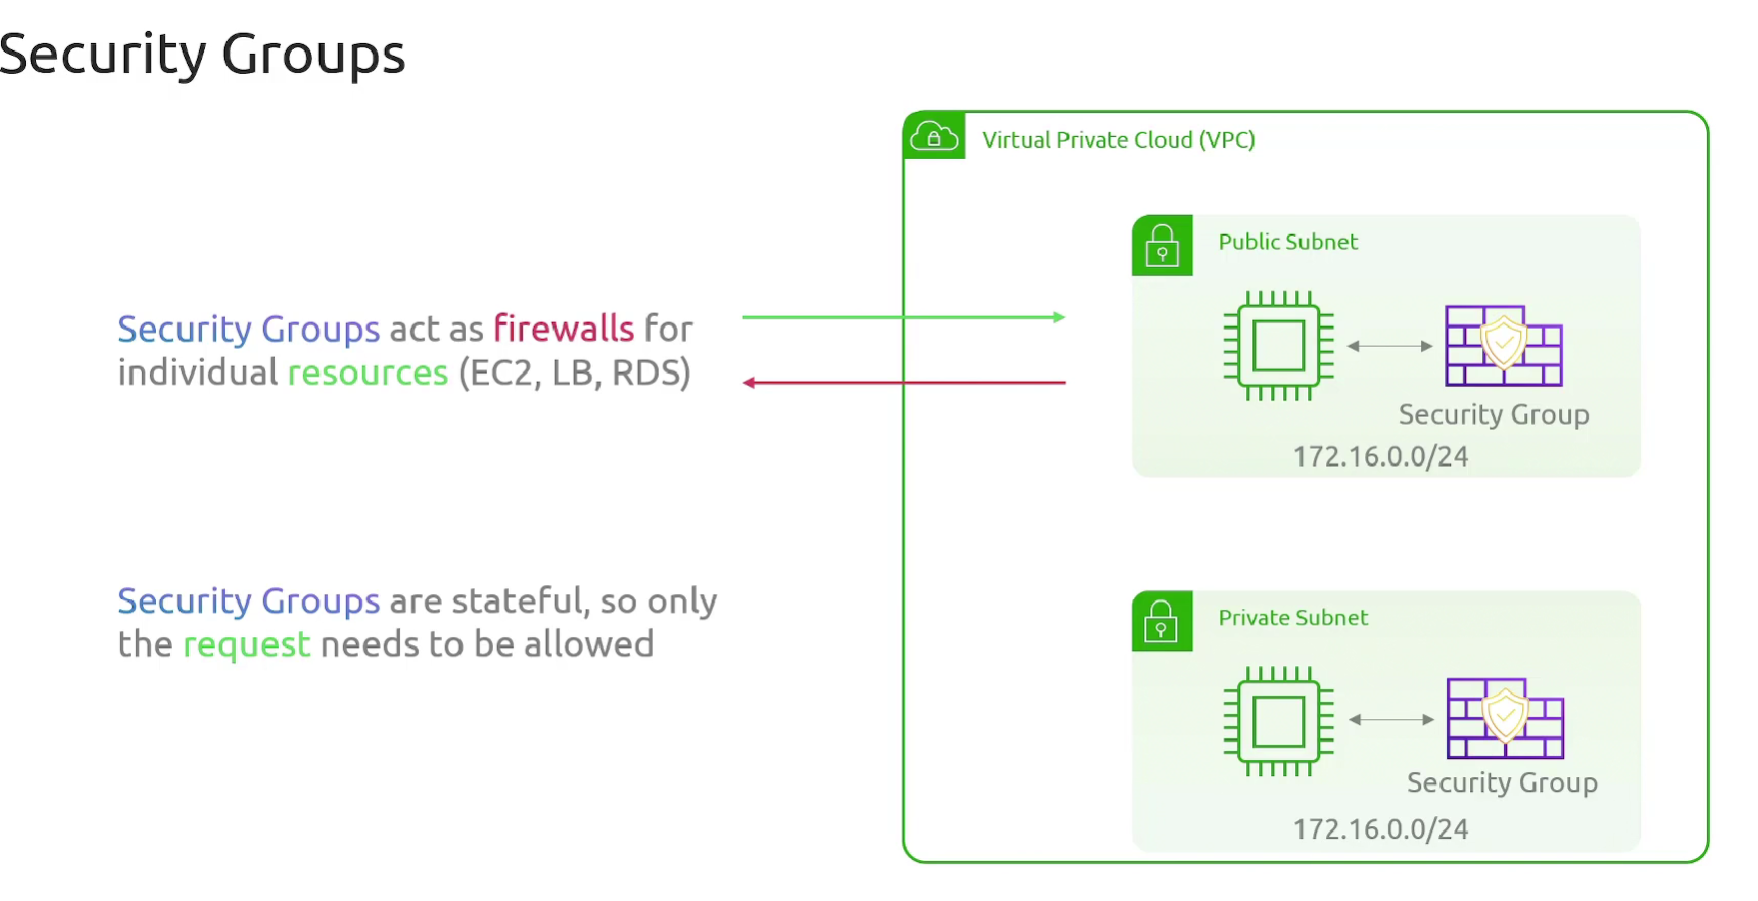 Security Groups
Virtual Private Cloud (VPC)
Public Subnet
Security Groups act as firewalls for
individual resources (EC2, LB, RDS)
Security Group
172.16.0.0/24
Security Groups are stateful, so only
the request needs to be allowed
Private Subnet
Security Group
172.16.0.0/24